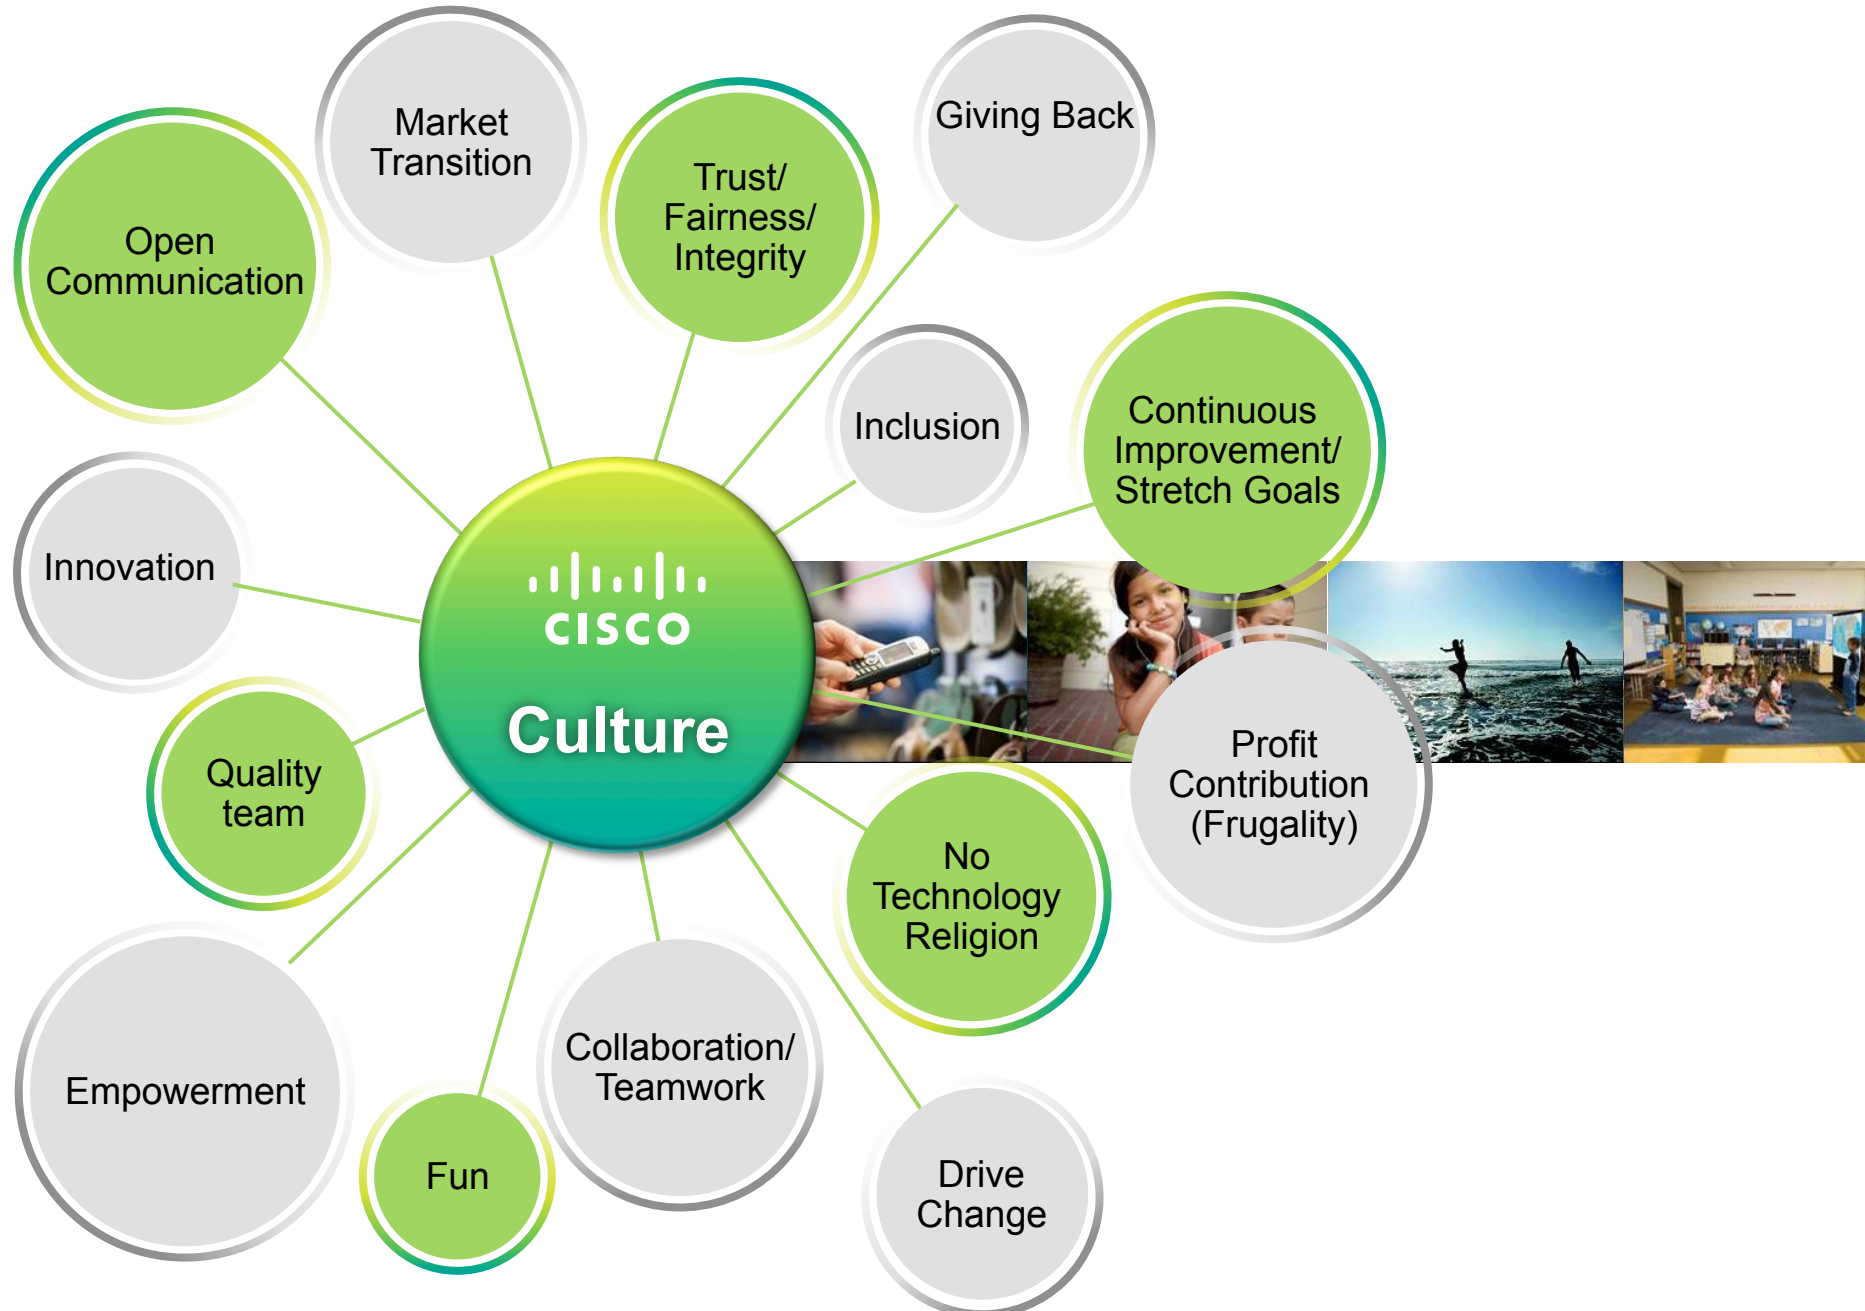 Market
Transition
Giving Back
Trust/
Fairness/
Integrity
Open
Communication
Inclusion
Continuous
Improvement/
Stretch Goals
Innovation
CISCO
Culture
Quality
team
Profit
Contribution
(Frugality)
No
Technology
Religion
Empowerment
Collaboration/
Teamwork
Fun
Drive
Change